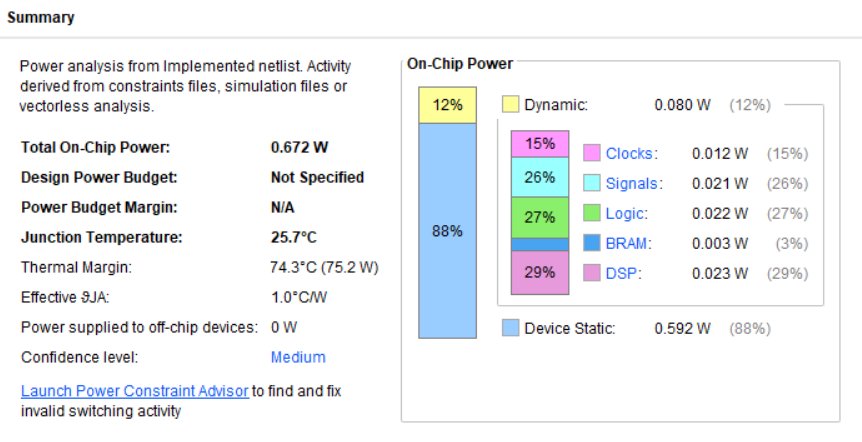 Summary
Power analysis from Implemented netlist. Activity
derived from constraints files, simulation files or
vectorless analysis.
Total On-Chip Power: 0.672 W
Design Power Budget: Not Specified
Power Budget Margin: N/A
Junction Temperature: 25.7°C
Thermal Margin: 74.3°C (75.2 W)
Effective ϑJA: 1.0°C/W
Power supplied to off-chip devices: 0 W
Confidence level: Medium
Launch Power Constraint Advisor to find and fix
invalid switching activity
On-Chip Power
12%
88%
Dynamic: 0.080 W (12%)
15%
26%
27%
29%
Clocks: 0.012 W (15%)
Signals: 0.021 W (26%)
Logic: 0.022 W (27%)
BRAM: 0.003 W (3%)
DSP: 0.023 W (29%)
Device Static: 0.592 W (88%)